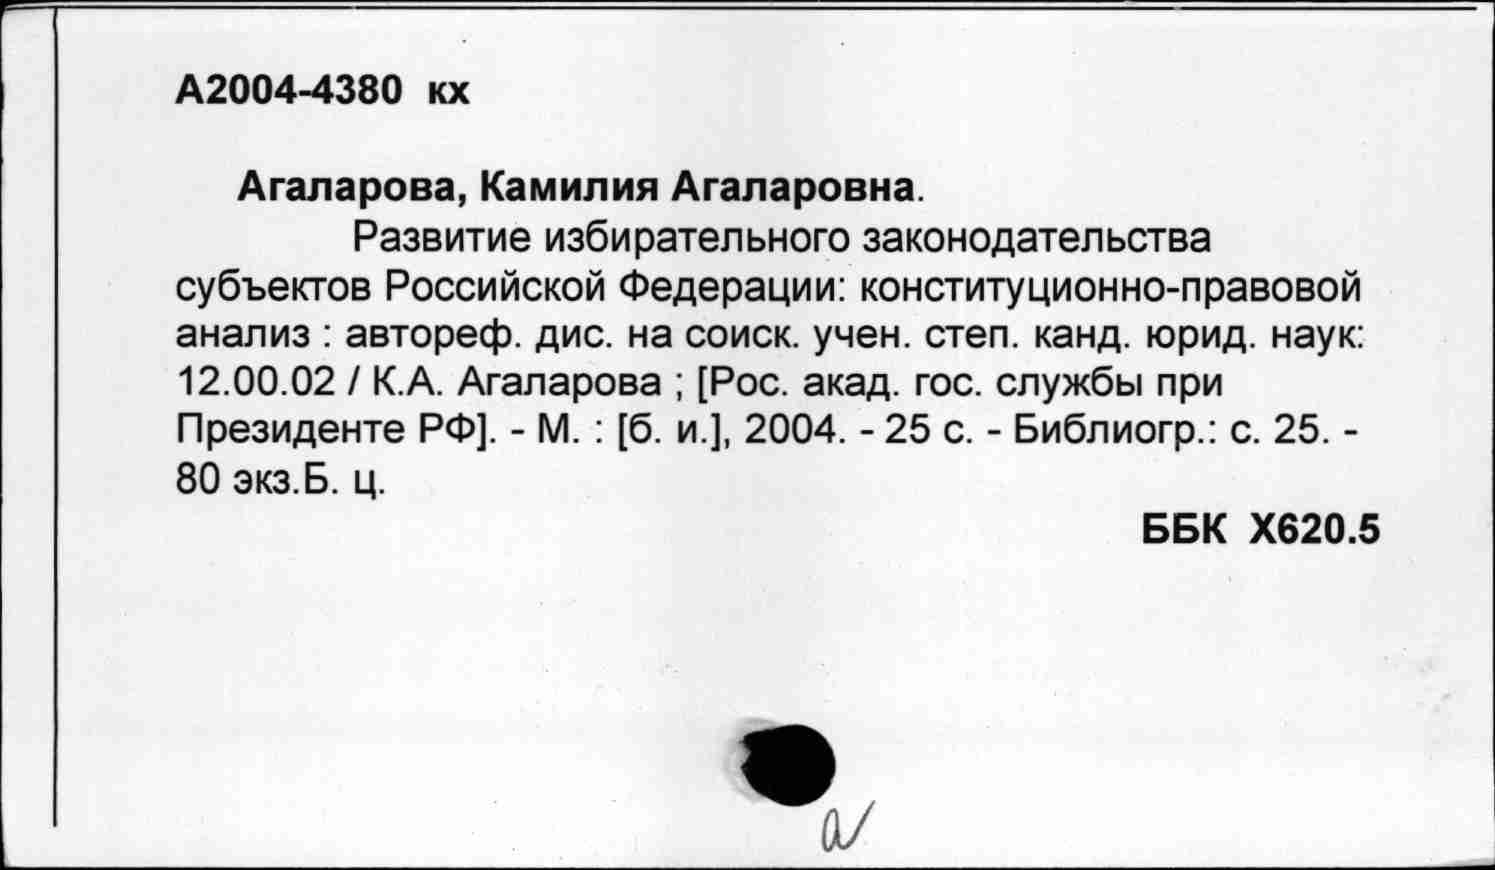 А2004-4380 кх
Агаларова, Камилия Агаларовна.
Развитие избирательного законодательства
субъектов Российской Федерации: конституционно-правовой
анализ : автореф. дис. на соиск. учен. степ. канд. юрид. наук:
12.00.02 / К.А. Агаларова ; [Рос. акад. гос. службы при
Президенте РФ]. - М. : [б. и.], 2004. - 25 с. - Библиогр.: с. 25. -
80 экз.Б. ц.
ББК Х620.5